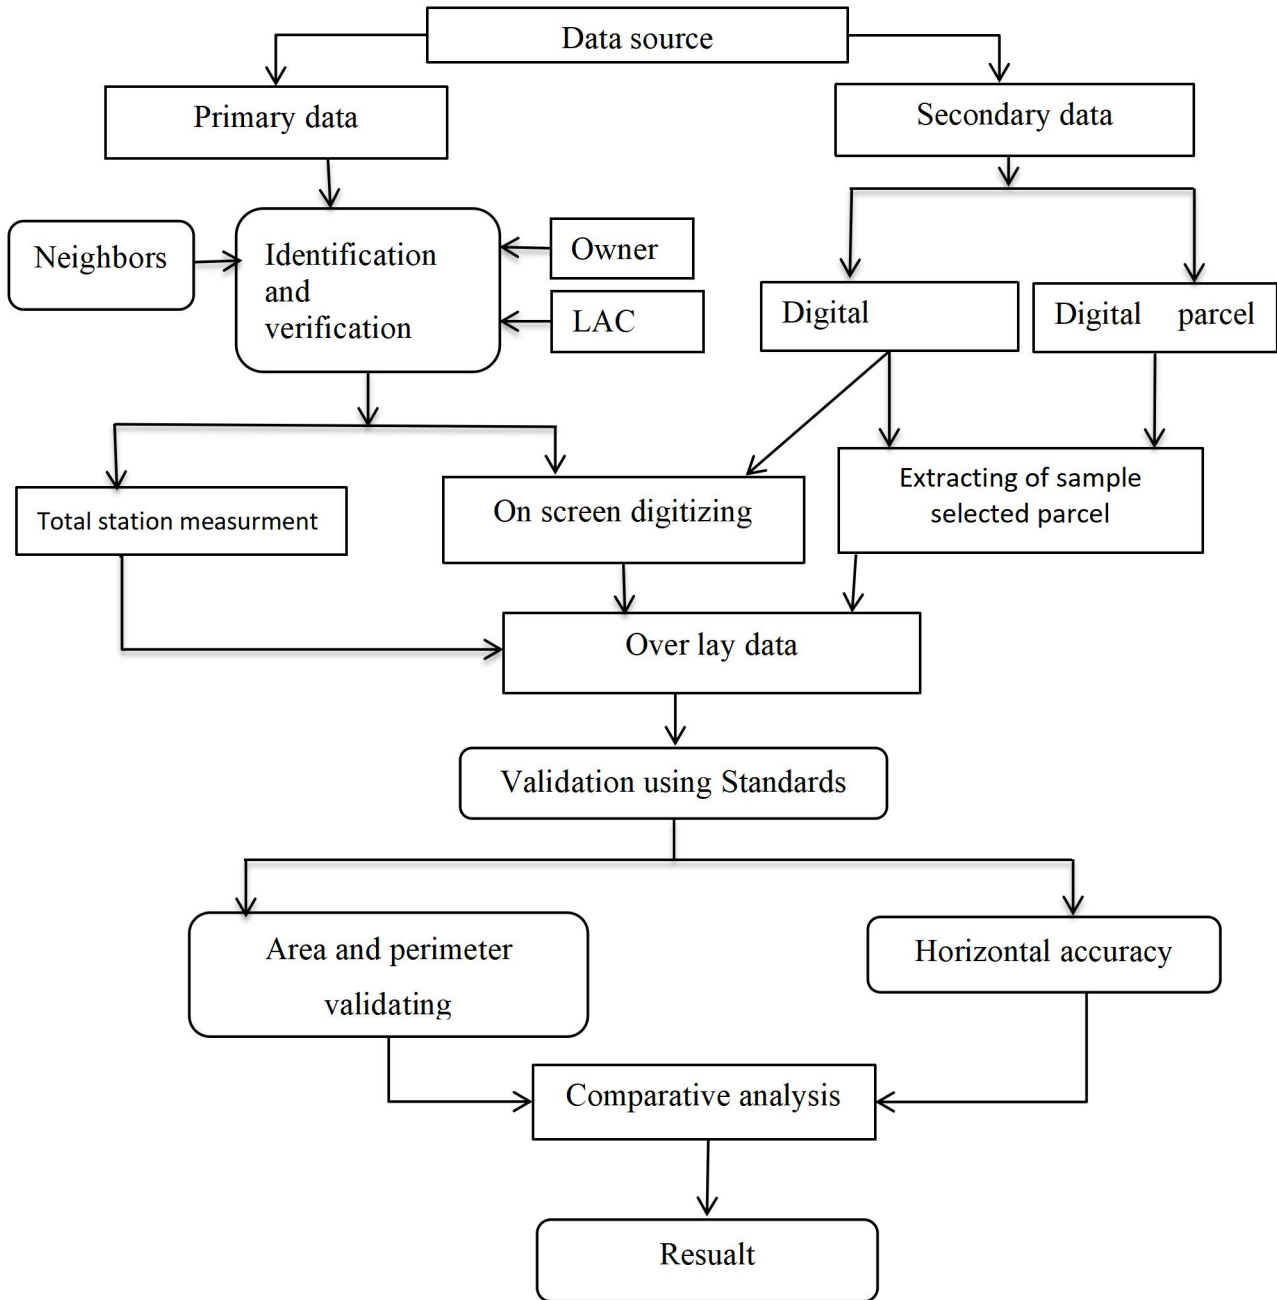 Data source
Primary data
Secondary data
Neighbors
Identification
and
verification
Owner
LAC
Digital
Digital parcel
Total station measurment
On screen digitizing
Extracting of sample
selected parcel
Over lay data
Validation using Standards
Area and perimeter
validating
Horizontal accuracy
Comparative analysis
Resualt